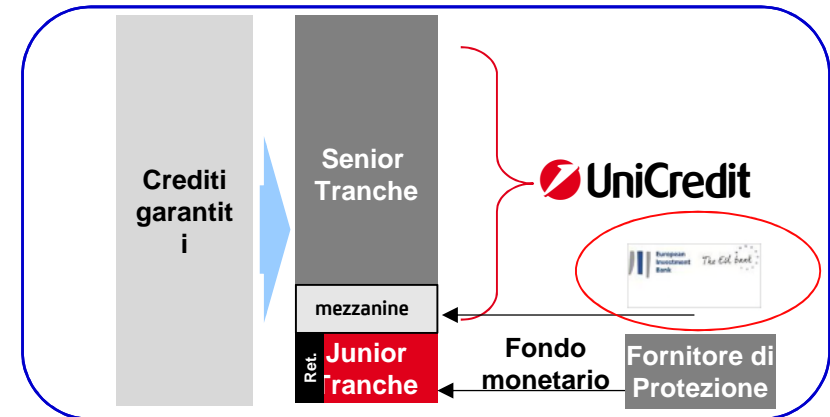 Crediti
garantit
i
Senior
Tranche
mezzanine
Ret.
Junior
Tranche
UniCredit
European
Investment
Bank
The EU bank
Fondo
monetario
Fornitore di
Protezione